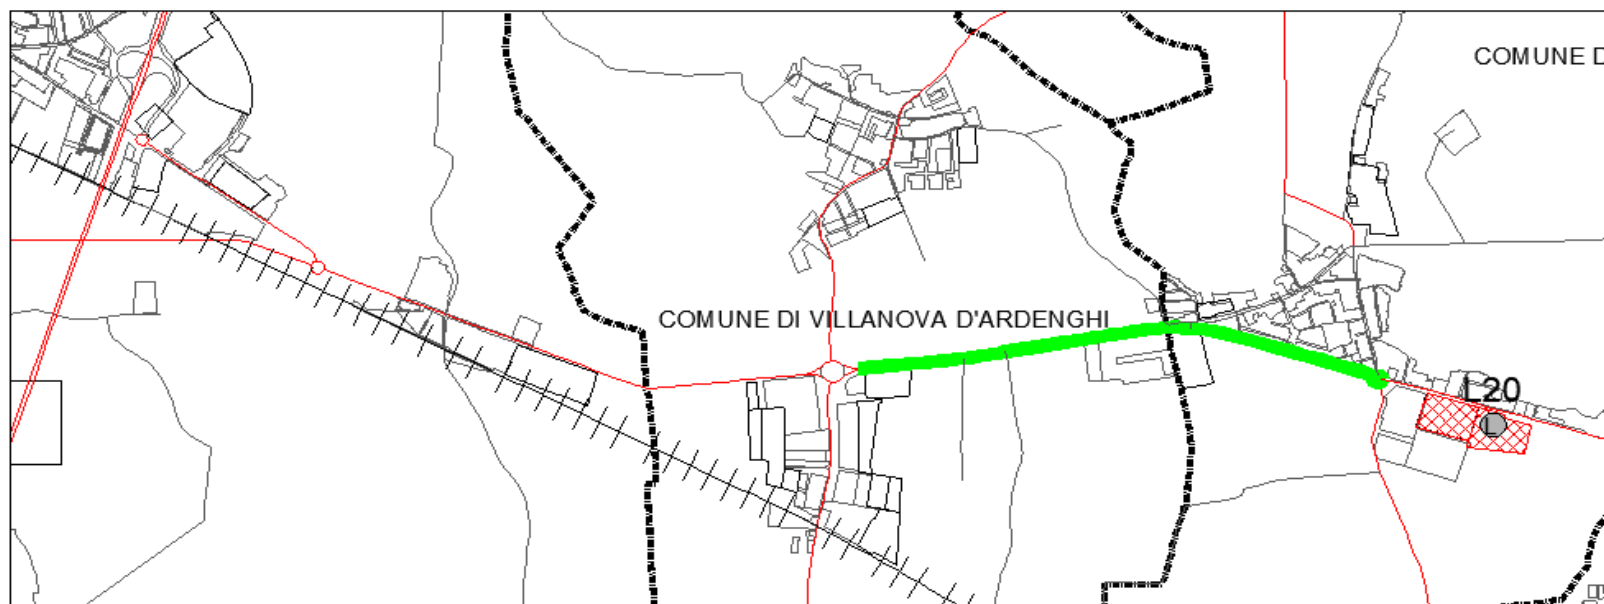 COMUNE D
COMUNE DI VILLANOVA D'ARDENGHI
L20
L